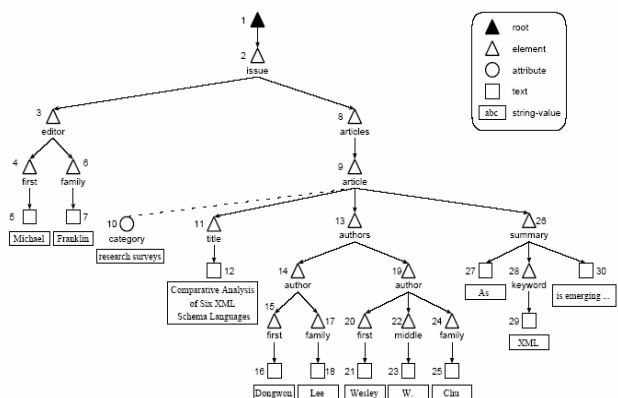 1
root
2
element
issue
attribute
text
3
8
abc
string-value
editor
articles
4
6
9
first
family
article
5
7
10
11
13
26
Michael
Franklin
category
title
authors
summary
research surveys
12
14
19
27
28
30
Comparative Analysis
of Six XML
Schema Languages
author
author
As
keyword
is emerging ...
15
17
20
22
24
29
first
family
first
middle
family
XML
16
18
21
23
25
Dongwon
Lee
Wesley
W.
Chu